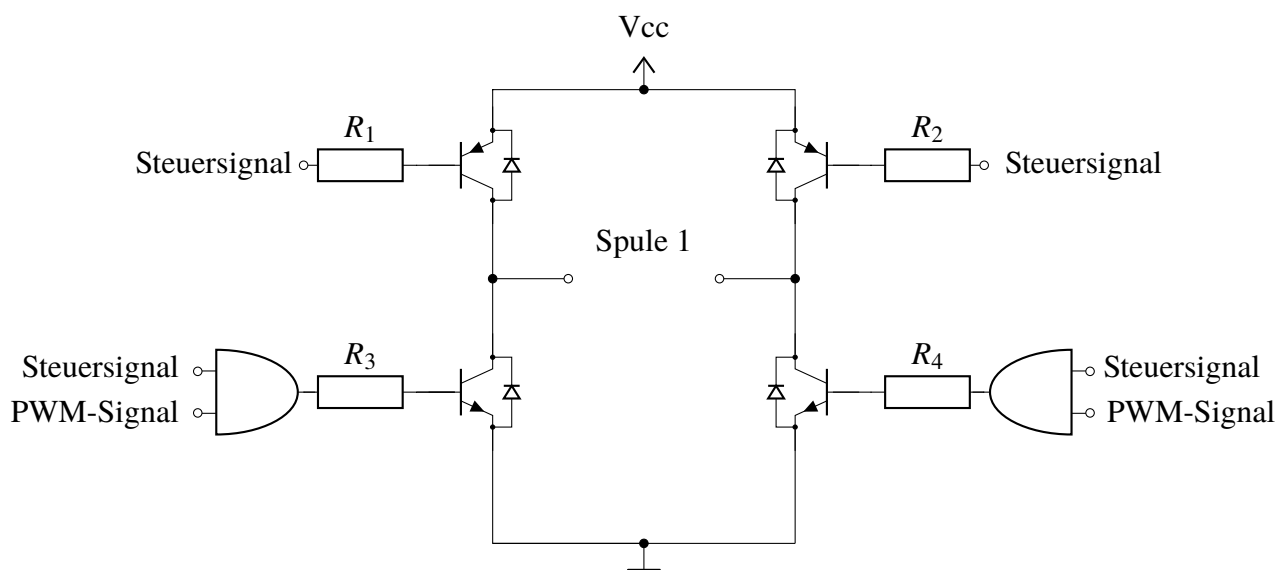 Vcc
R1
R2
Steuersignal
Steuersignal
Spule 1
R3
R4
Steuersignal
Steuersignal
PWM-Signal
PWM-Signal